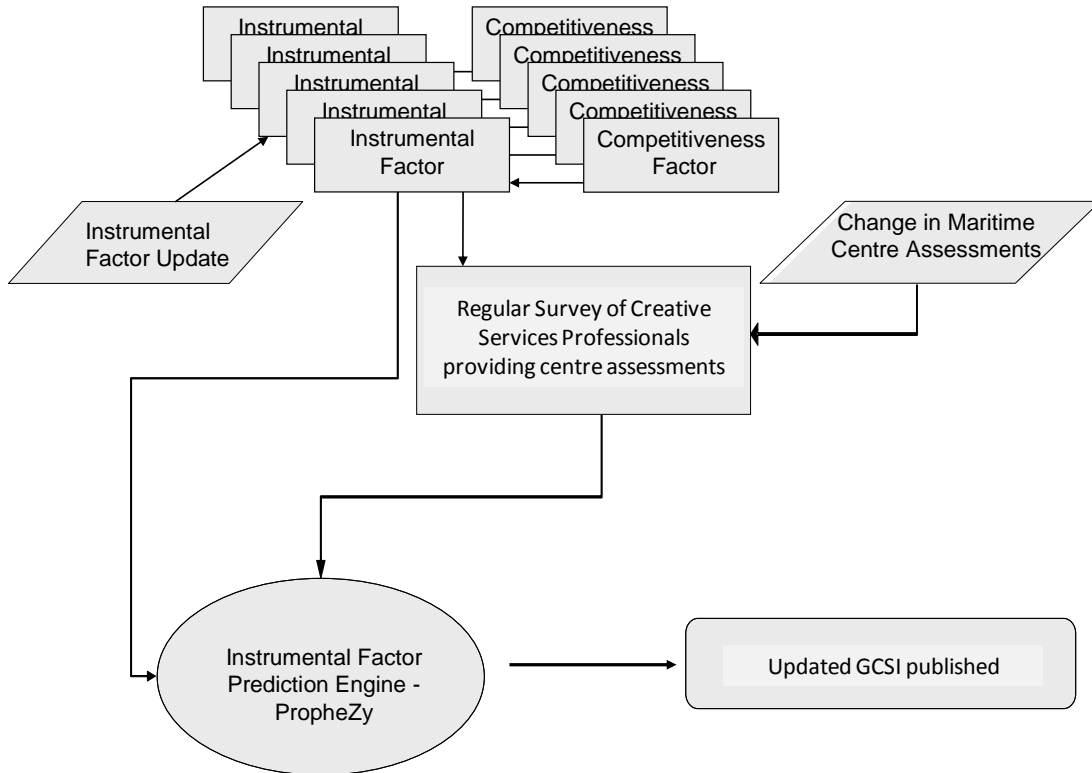 Instrumental
Instrumental
Instrumental
Instrumental
Instrumental
Factor
Competitiveness
Competitiveness
Competitiveness
Competitiveness
Competitiveness
Factor
Instrumental
Factor Update
Change in Maritime
Centre Assessments
Regular Survey of Creative
Services Professionals
providing centre assessments
Instrumental Factor
Prediction Engine -
PropheZy
Updated GCSI published